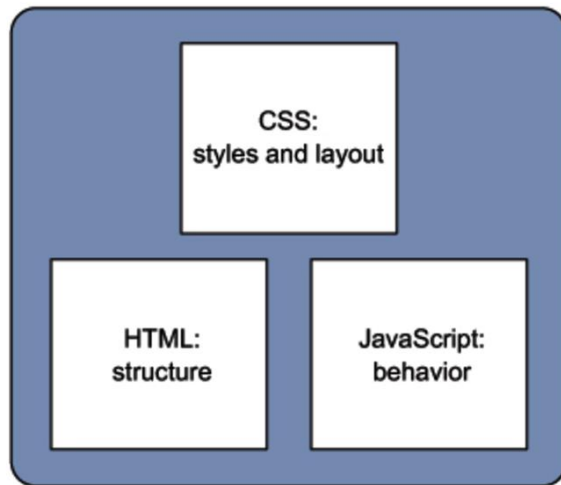 CSS:
styles and layout
HTML:
structure
JavaScript:
behavior